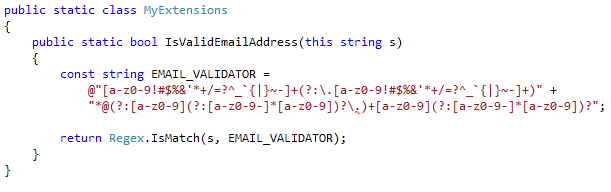 public static class MyExtensions
{
    public static bool IsValidEmailAddress(this string s)
    {
        const string EMAIL_VALIDATOR =
            @"[a-z0-9!#$%&'*+/=?^_`{|}~-]+(?:\.[a-z0-9!#$%&'*+/=?^_`{|}~-]+)" +
            "*@(?:[a-z0-9](?:[a-z0-9-]*[a-z0-9])?\.)+[a-z0-9](?:[a-z0-9-]*[a-z0-9])?";
        return Regex.IsMatch(s, EMAIL_VALIDATOR);
    }
}